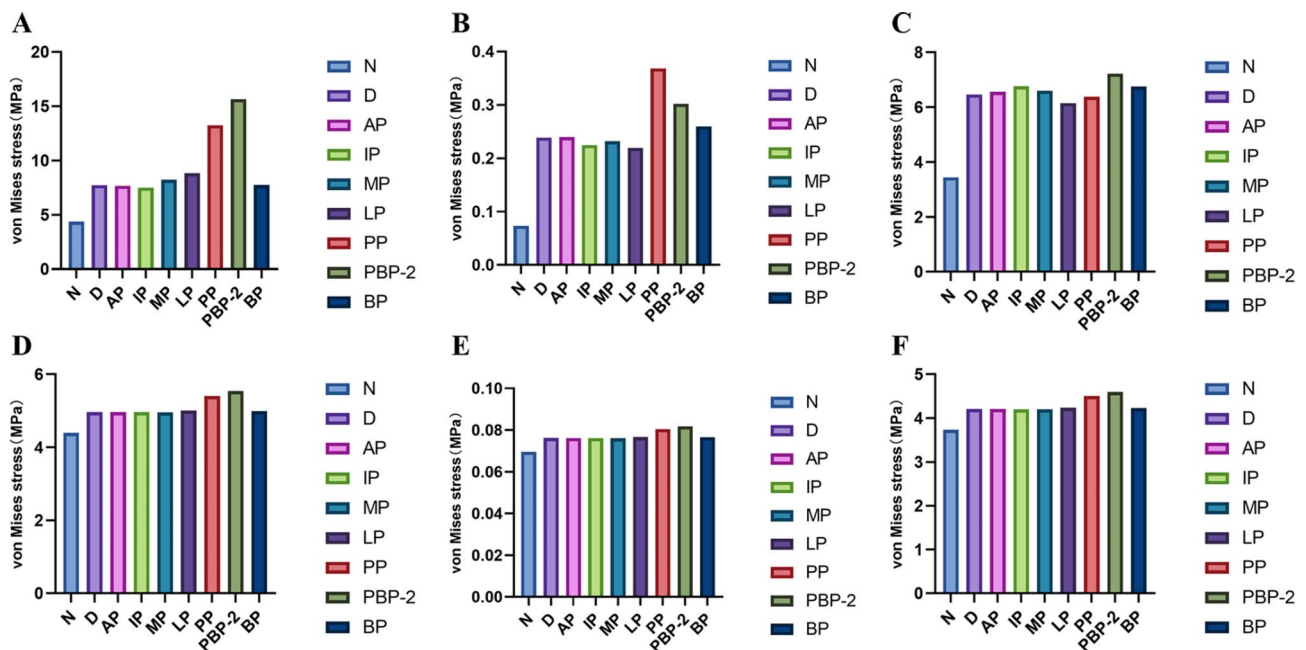 A
von Mises stress (MPa)
20
15
10
5
0
N
D
AP
IP
MP
LP
PP
PBP-2
BP
N
D
AP
IP
MP
LP
PP
PBP-2
BP
B
von Mises stress (MPa)
0.4
0.3
0.2
0.1
0.0
N
D
AP
IP
MP
LP
PP
PBP-2
BP
N
D
AP
IP
MP
LP
PP
PBP-2
BP
C
von Mises stress (MPa)
8
6
4
2
0
N
D
AP
IP
MP
LP
PP
PBP-2
BP
N
D
AP
IP
MP
LP
PP
PBP-2
BP
D
von Mises stress (MPa)
6
4
2
0
N
D
AP
IP
MP
LP
PP
PBP-2
BP
N
D
AP
IP
MP
LP
PP
PBP-2
BP
E
von Mises stress (MPa)
0.10
0.08
0.06
0.04
0.02
0.00
N
D
AP
IP
MP
LP
PP
PBP-2
BP
N
D
AP
IP
MP
LP
PP
PBP-2
BP
F
von Mises stress (MPa)
5
4
3
2
1
0
N
D
AP
IP
MP
LP
PP
PBP-2
BP
N
D
AP
IP
MP
LP
PP
PBP-2
BP